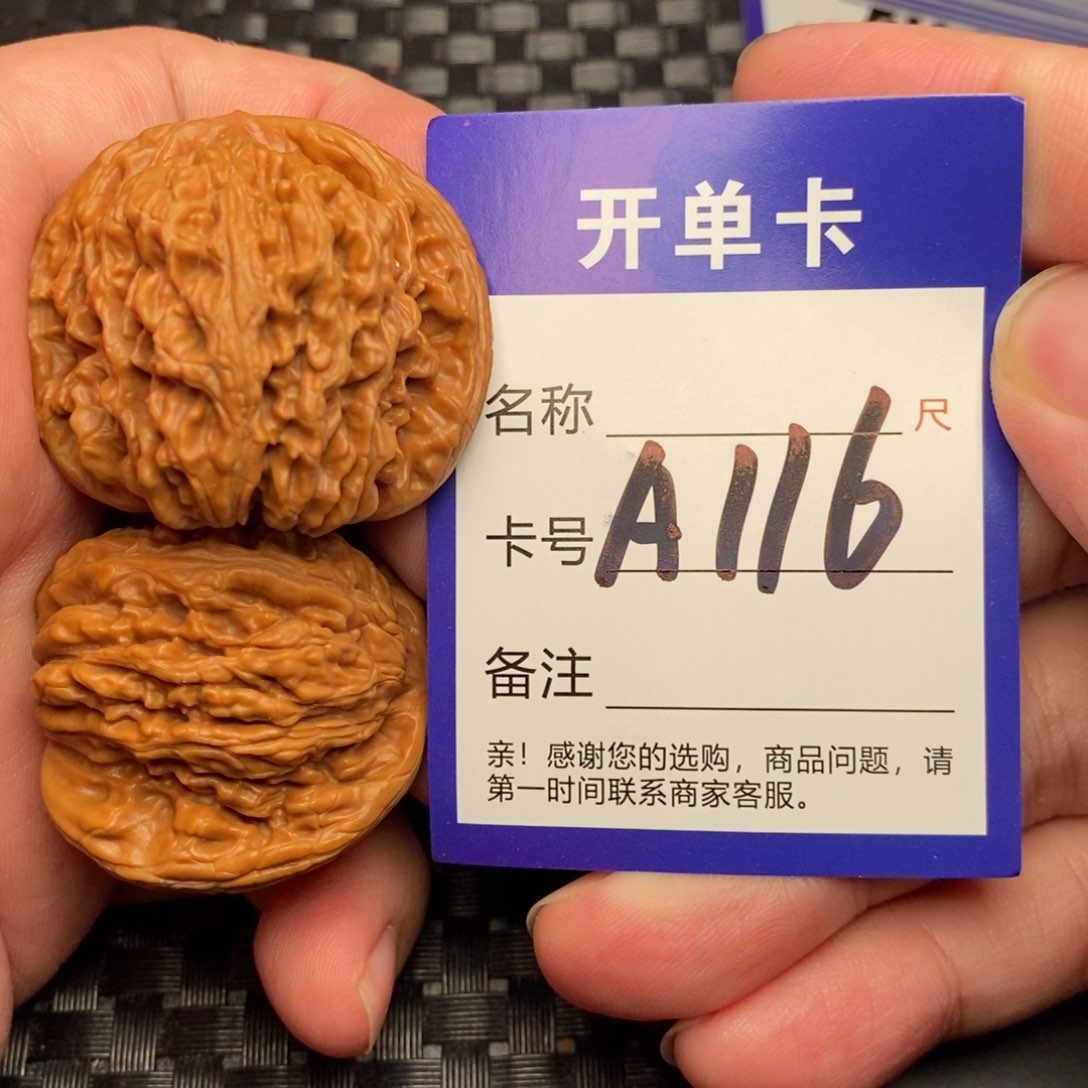 开单卡
名称 尺
卡号 A116
备注
亲！感谢您的选购，商品问题，请
第一时间联系商家客服。